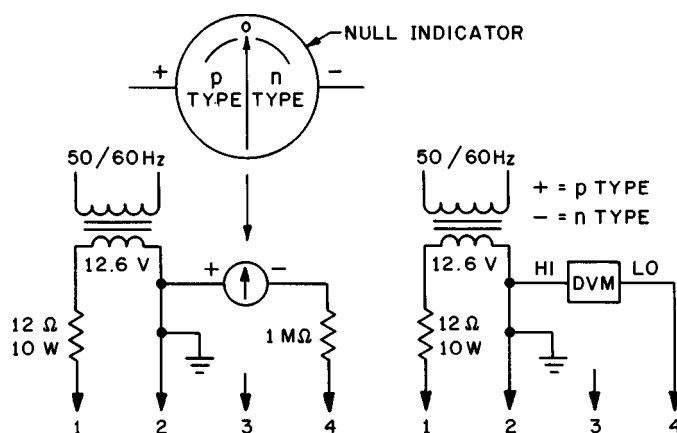 NULL INDICATOR
O
+ p n −
TYPE TYPE
50/60Hz
12.6 V
12 Ω
10 W
+ −
1 MΩ
1 2 3 4
50/60Hz
+ = p TYPE
− = n TYPE
12.6 V
HI DVM LO
12 Ω
10W
1 2 3 4